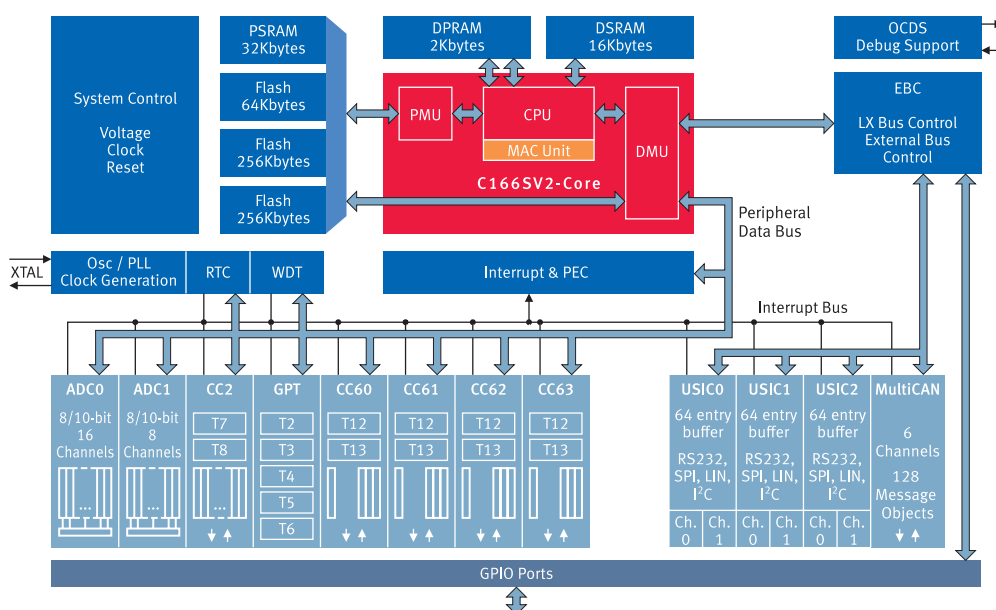 System Control
Voltage
Clock
Reset
PSRAM
32Kbytes
Flash
64Kbytes
Flash
256Kbytes
Flash
256Kbytes
DPRAM
2Kbytes
DSRAM
16Kbytes
PMU
CPU
MAC Unit
DMU
C166SV2-Core
OCDS
Debug Support
EBC
LX Bus Control
External Bus
Control
Peripheral
Data Bus
XTAL
Osc / PLL
Clock Generation
RTC
WDT
Interrupt & PEC
Interrupt Bus
ADC0
8/10-bit
16
Channels
...
ADC1
8/10-bit
8
Channels
...
CC2
T7
T8
...
GPT
T2
T3
T4
T5
T6
CC60
T12
T13
CC61
T12
T13
CC62
T12
T13
CC63
T12
T13
USIC0
64 entry
buffer
RS232,
SPI, LIN,
I²C
Ch.
0
Ch.
1
USIC1
64 entry
buffer
RS232,
SPI, LIN,
I²C
Ch.
0
Ch.
1
USIC2
64 entry
buffer
RS232,
SPI, LIN,
I²C
Ch.
0
Ch.
1
MultiCAN
6
Channels
128
Message
Objects
GPIO Ports